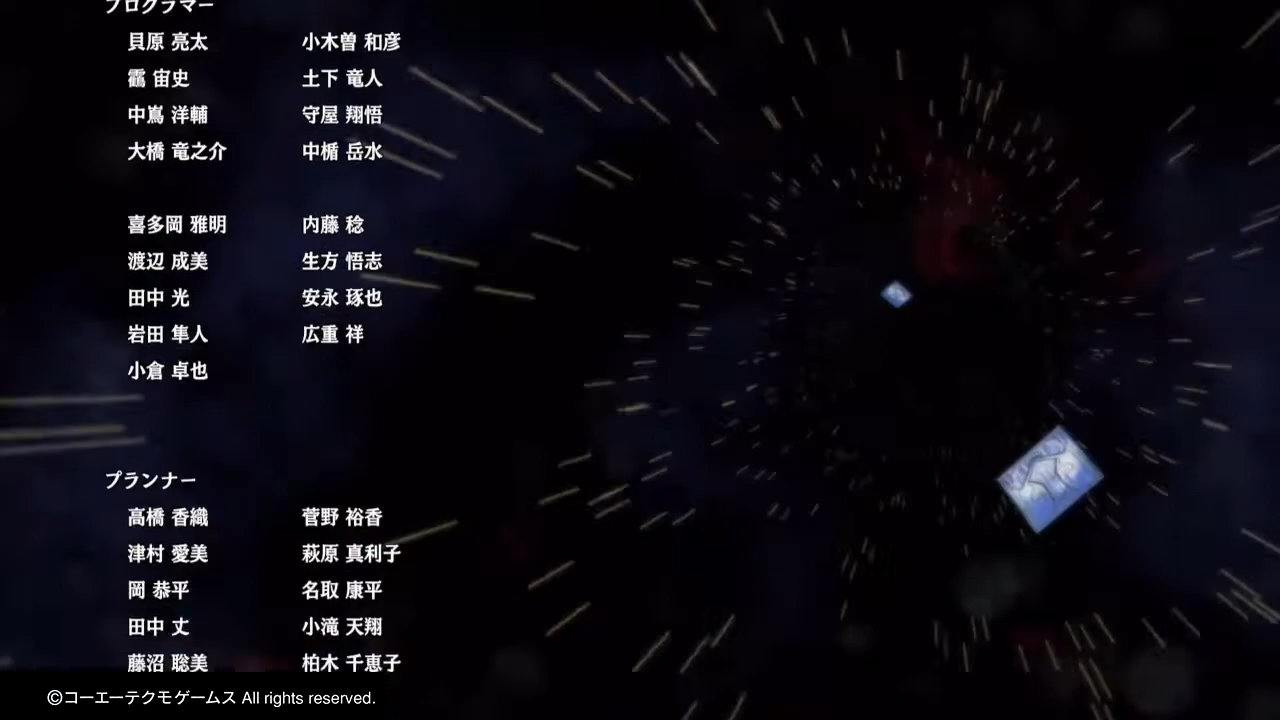 プログラマー
貝原 亮太 小木曽 和彦
靍 宙史 土下 竜人
中嶌 洋輔 守屋 翔悟
大橋 竜之介 中楯 岳水
喜多岡 雅明 内藤 稔
渡辺 成美 生方 悟志
田中 光 安永 琢也
岩田 隼人 広重 祥
小倉 卓也
プランナー
高橋 香織 菅野 裕香
津村 愛美 萩原 真利子
岡 恭平 名取 康平
田中 丈 小滝 天翔
藤沼 聡美 柏木 千恵子
©コーエーテクモゲームス All rights reserved.